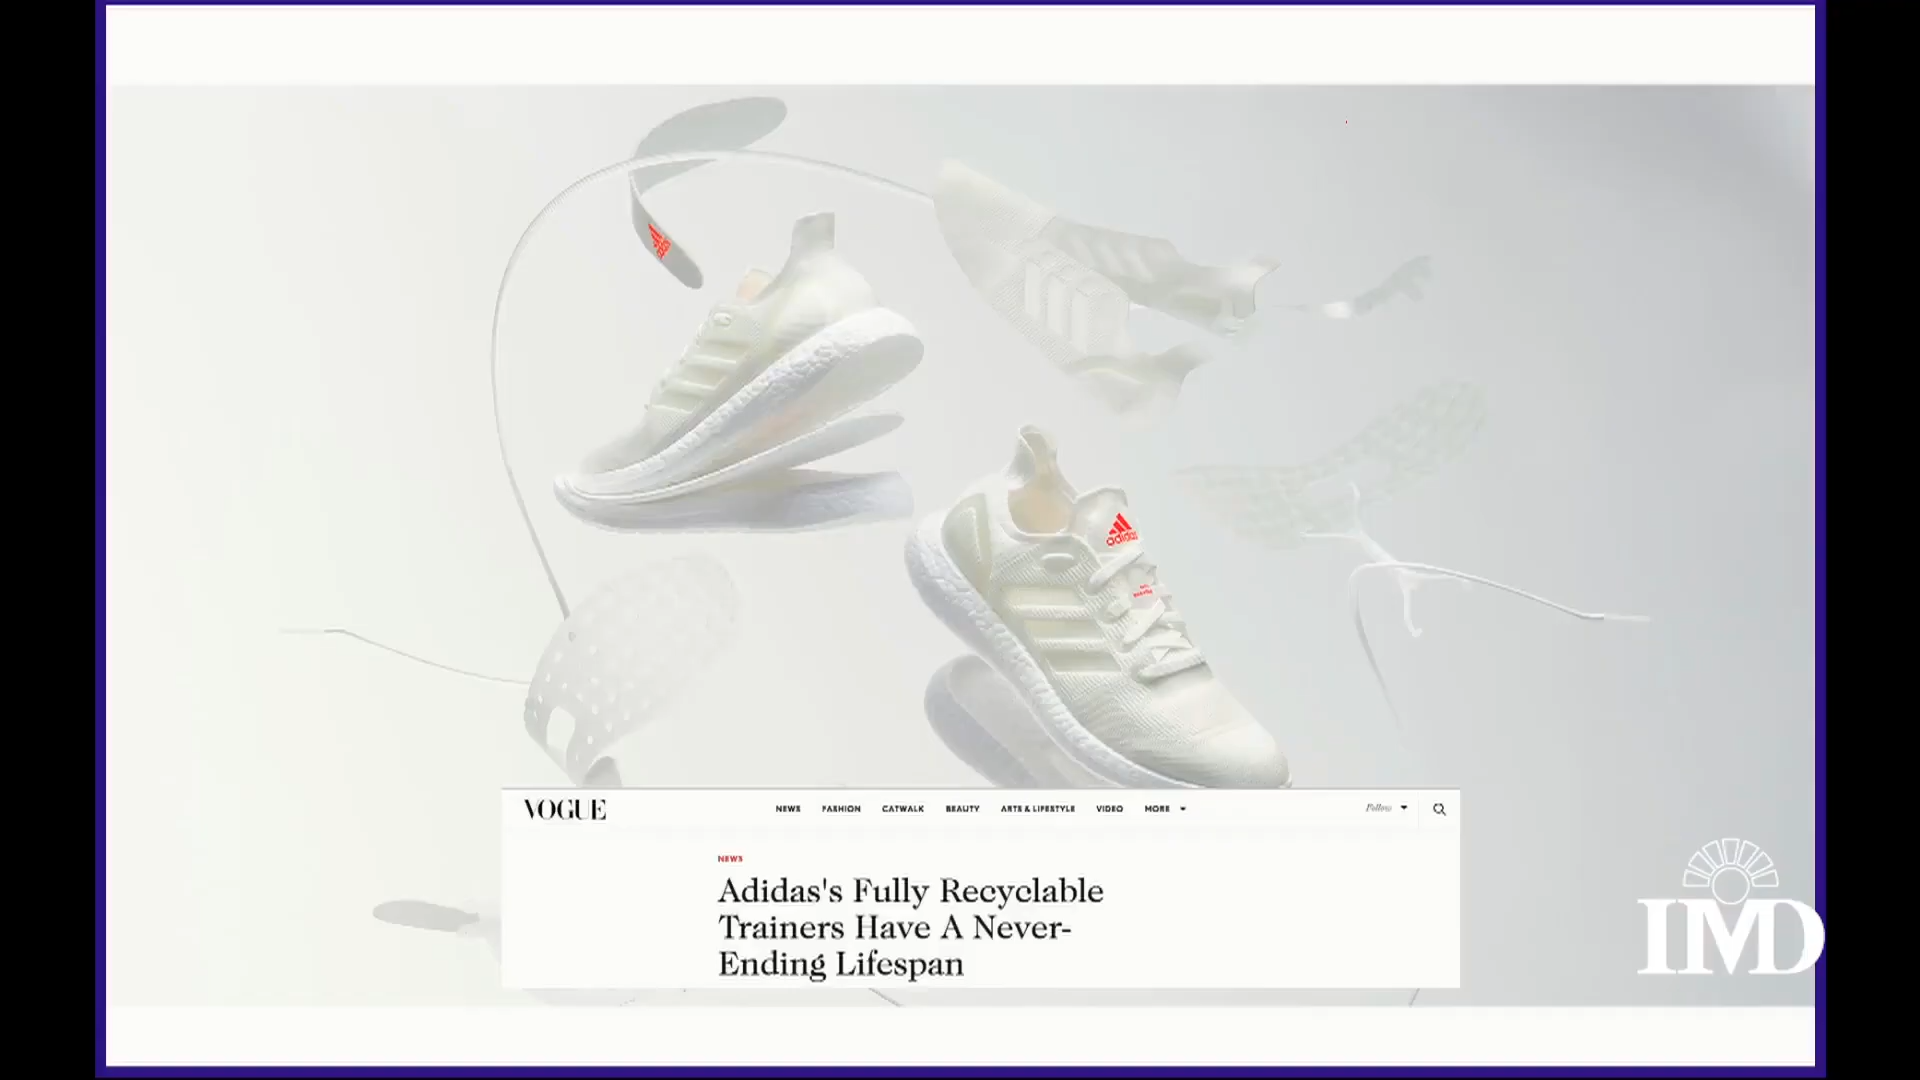 adidas
adidas
VOGUE
NEWS
FASHION
CATWALK
BEAUTY
ARTS & LIFESTYLE
VIDEO
MORE
Follow
NEWS
Adidas's Fully Recyclable
Trainers Have A Never-
Ending Lifespan
IMD